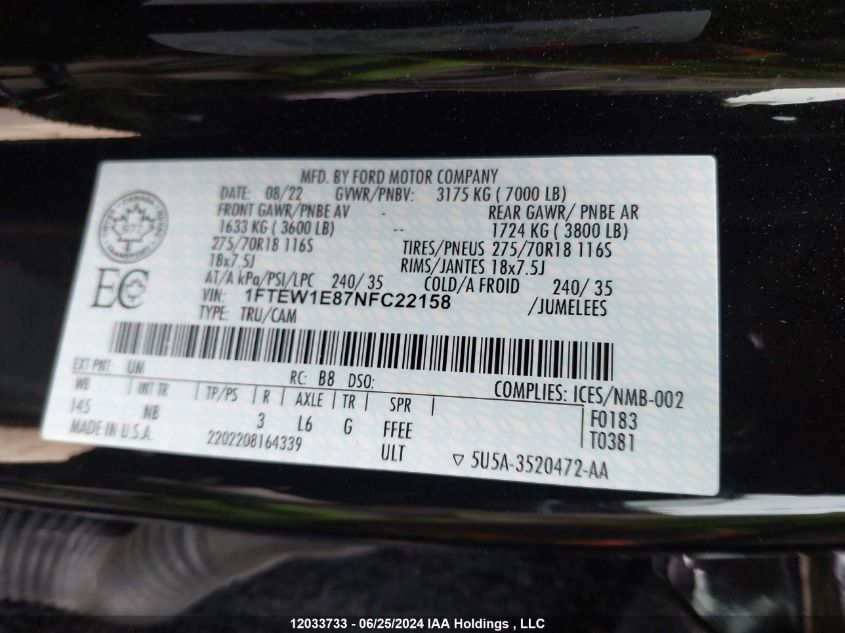 MFD. BY FORD MOTOR COMPANY
DATE: 08/22 GVWR/PNBV: 3175 KG ( 7000 LB)
FRONT GAWR/PNBE AV - REAR GAWR/ PNBE AR
1633 KG ( 3600 LB) -- 1724 KG ( 3800 LB)
275/70R18 116S TIRES/PNEUS 275/70R18 116S
18x7.5J RIMS/JANTES 18x7.5J
AT/A kPa/PSI/LPC 240/ 35 COLD/A FROID 240/ 35
VIN: 1FTEW1E87NFC22158 /JUMELEES
TYPE: TRU/CAM
EC
CANADA
TRANSPORT
EXT PNT: UM RC: B8 DSO: COMPLIES: ICES/NMB-002
WB INT TR TP/PS R AXLE TR SPR F0183
145 NB 3 L6 G FFEE T0381
MADE IN U.S.A. 2202208164339 ULT ▽ 5U5A-3520472-AA
12033733 - 06/25/2024 IAA Holdings , LLC